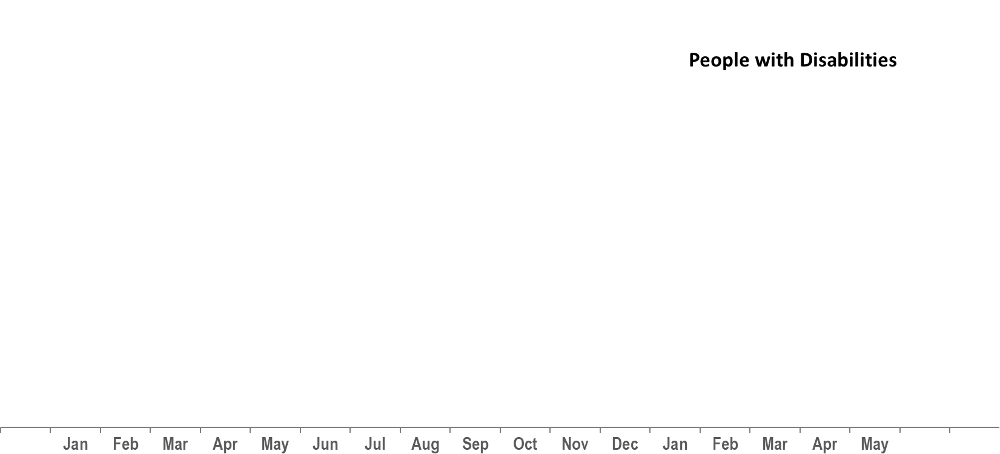 People with Disabilities
Jan Feb Mar Apr May Jun Jul Aug Sep Oct Nov Dec Jan Feb Mar Apr May